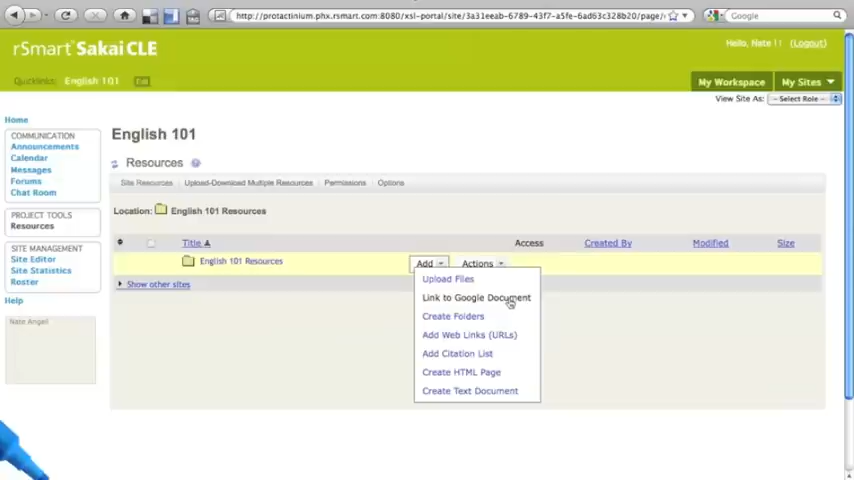 http://protactinium.phx.rsmart.com:8080/xsl-portal/site/3a31eeab-6789-43f7-a5fe-6ad63c328b20/page/
Google
rSmart Sakai CLE
Hello, Nate ! | (Logout)
Quicklinks: English 101
My Workspace
My Sites
View Site As: -- Select Role --
Home
COMMUNICATION
Announcements
Calendar
Messages
Forums
Chat Room
PROJECT TOOLS
Resources
SITE MANAGEMENT
Site Editor
Site Statistics
Roster
Help
Nate Angell
English 101
Resources
Site Resources | Upload-Download Multiple Resources | Permissions | Options
Location: English 101 Resources
Title Access Created By Modified Size
English 101 Resources Add Actions
Show other sites
Upload Files
Link to Google Document
Create Folders
Add Web Links (URLs)
Add Citation List
Create HTML Page
Create Text Document